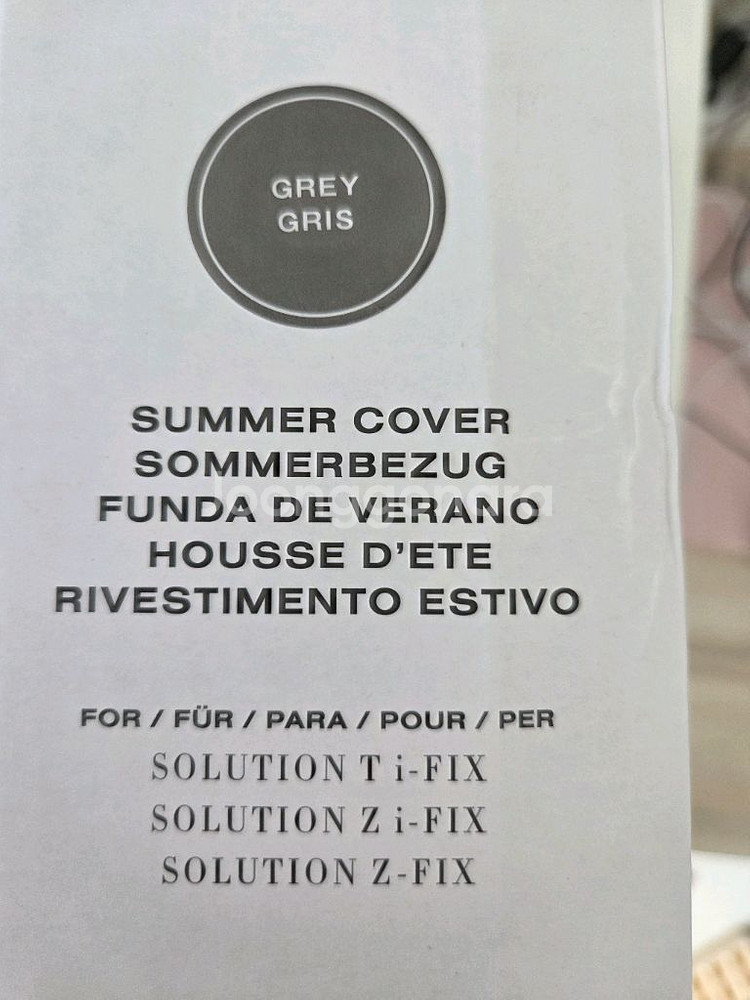 GREY
GRIS
SUMMER COVER
SOMMERBEZUG
FUNDA DE VERANO
HOUSSE D'ETE
RIVESTIMENTO ESTIVO
FOR / FÜR / PARA / POUR / PER
SOLUTION T i-FIX
SOLUTION Z i-FIX
SOLUTION Z-FIX